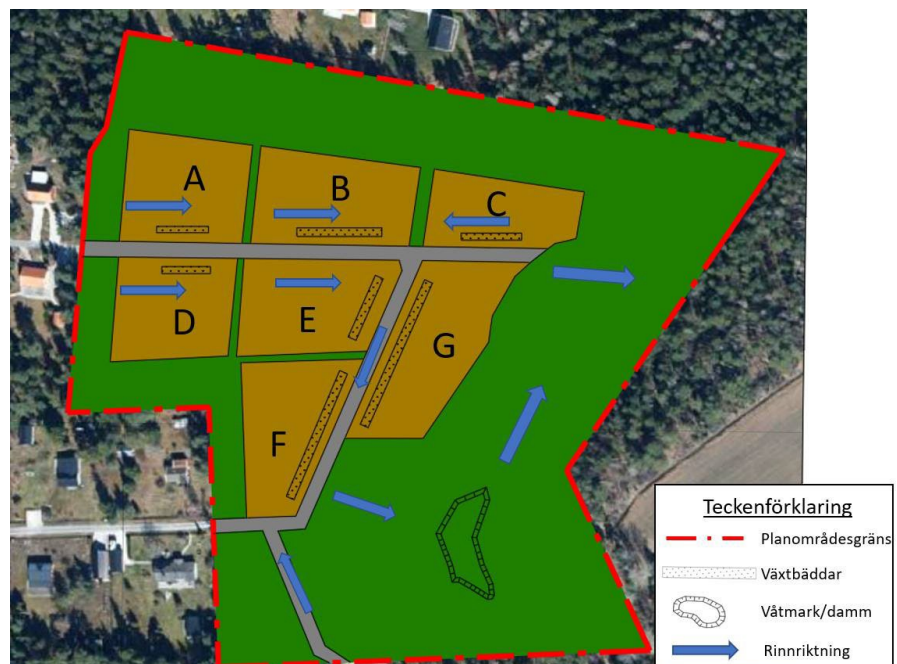 A
B
C
D
E
G
F
Teckenförklaring
Planområdesgräns
Växtbäddar
Våtmark/damm
Rinnriktning